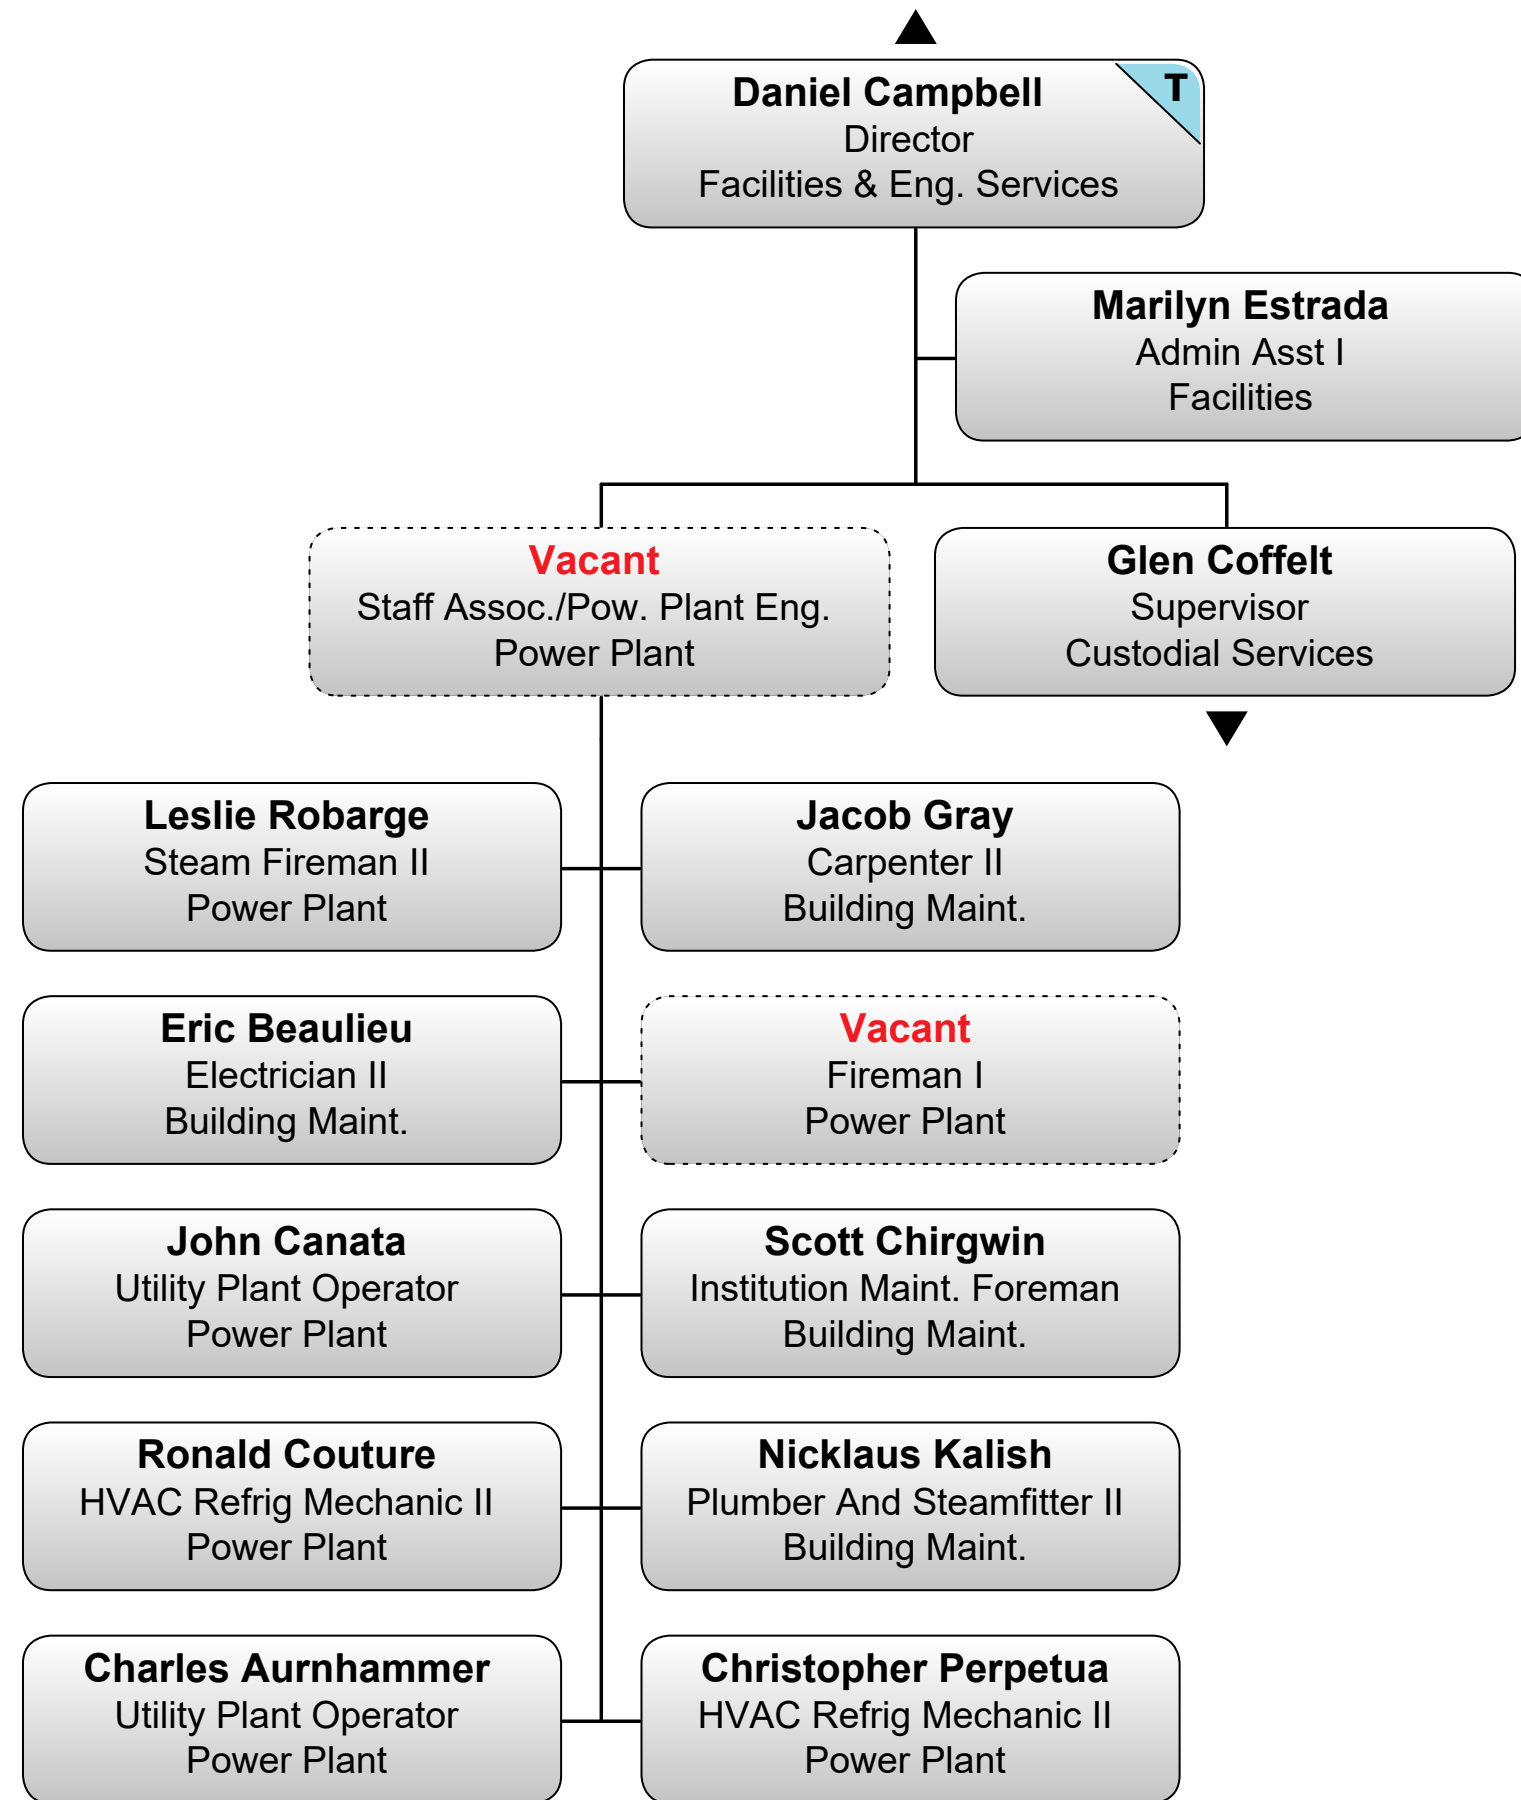 Daniel Campbell
T
Director
Facilities & Eng. Services
Marilyn Estrada
Admin Asst I
Facilities
Vacant
Staff Assoc./Pow. Plant Eng.
Power Plant
Glen Coffelt
Supervisor
Custodial Services
Leslie Robarge
Steam Fireman II
Power Plant
Jacob Gray
Carpenter II
Building Maint.
Eric Beaulieu
Electrician II
Building Maint.
Vacant
Fireman I
Power Plant
John Canata
Utility Plant Operator
Power Plant
Scott Chirgwin
Institution Maint. Foreman
Building Maint.
Ronald Couture
HVAC Refrig Mechanic II
Power Plant
Nicklaus Kalish
Plumber And Steamfitter II
Building Maint.
Charles Aurnhammer
Utility Plant Operator
Power Plant
Christopher Perpetua
HVAC Refrig Mechanic II
Power Plant